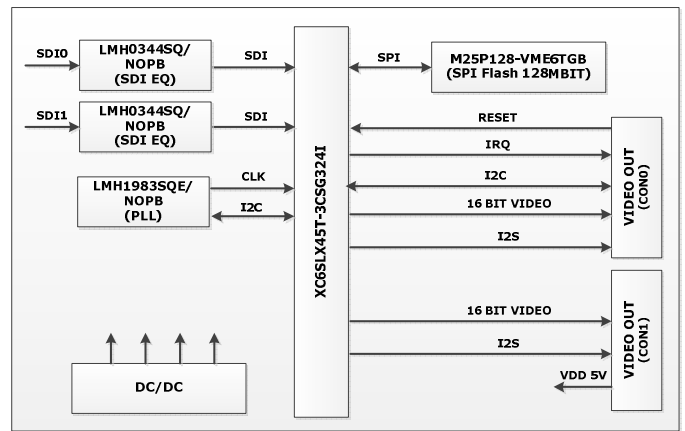 SDI0
LMH0344SQ/
NOPB
(SDI EQ)
SDI
SDI1
LMH0344SQ/
NOPB
(SDI EQ)
SDI
LMH1983SQE/
NOPB
(PLL)
CLK
I2C
DC/DC
XC6SLX45T-3CSG324I
SPI
M25P128-VME6TGB
(SPI Flash 128MBIT)
RESET
IRQ
I2C
16 BIT VIDEO
I2S
VIDEO OUT
(CON0)
16 BIT VIDEO
I2S
VDD 5V
VIDEO OUT
(CON1)